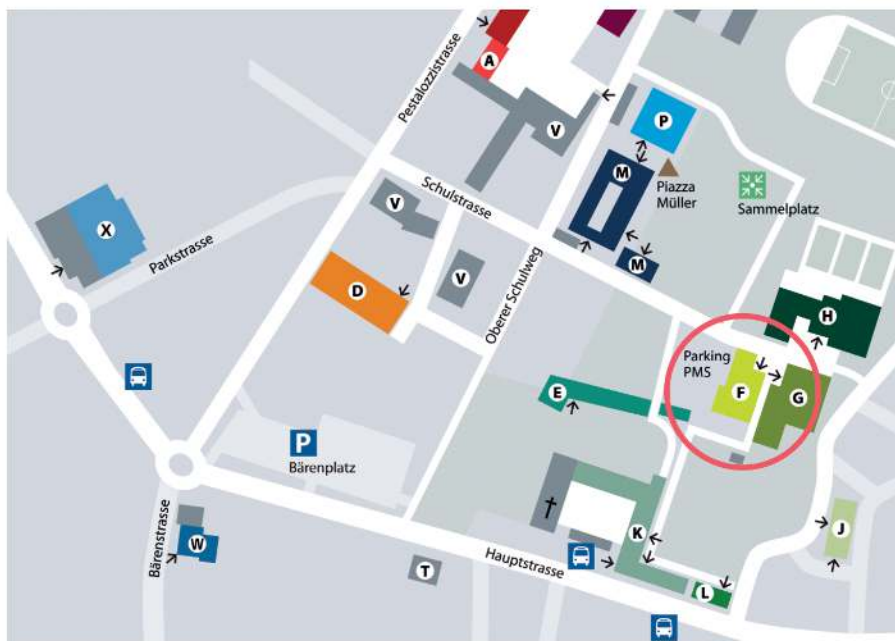 A
Pestalozzistrasse
P
V
M
Piazza
Müller
Sammelplatz
V
Schulstrasse
X
Parkstrasse
V
M
D
Oberer Schulweg
H
Parking
PMS
F
G
E
P
Bärenplatz
K
J
Bärenstrasse
W
T
Hauptstrasse
L